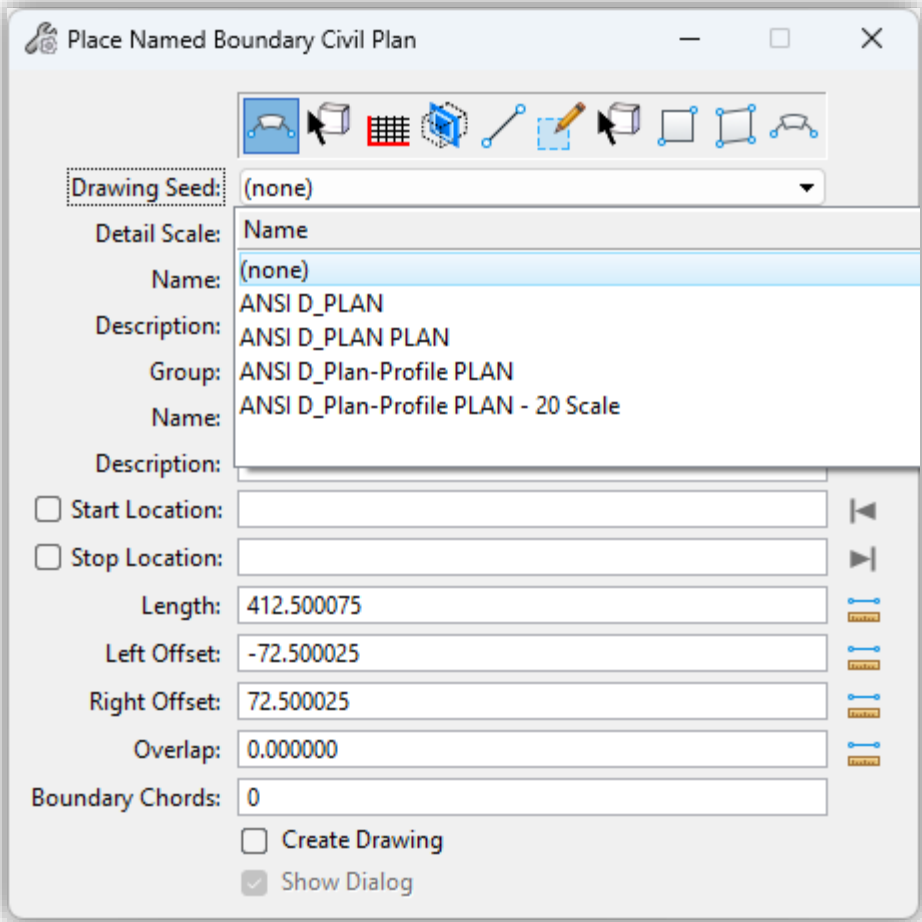 Place Named Boundary Civil Plan
Drawing Seed: (none)
Detail Scale: Name
Name: (none)
ANSI D_PLAN
Description: ANSI D_PLAN PLAN
Group: ANSI D_Plan-Profile PLAN
Name: ANSI D_Plan-Profile PLAN - 20 Scale
Description:
Start Location:
Stop Location:
Length: 412.500075
Left Offset: -72.500025
Right Offset: 72.500025
Overlap: 0.000000
Boundary Chords: 0
Create Drawing
Show Dialog